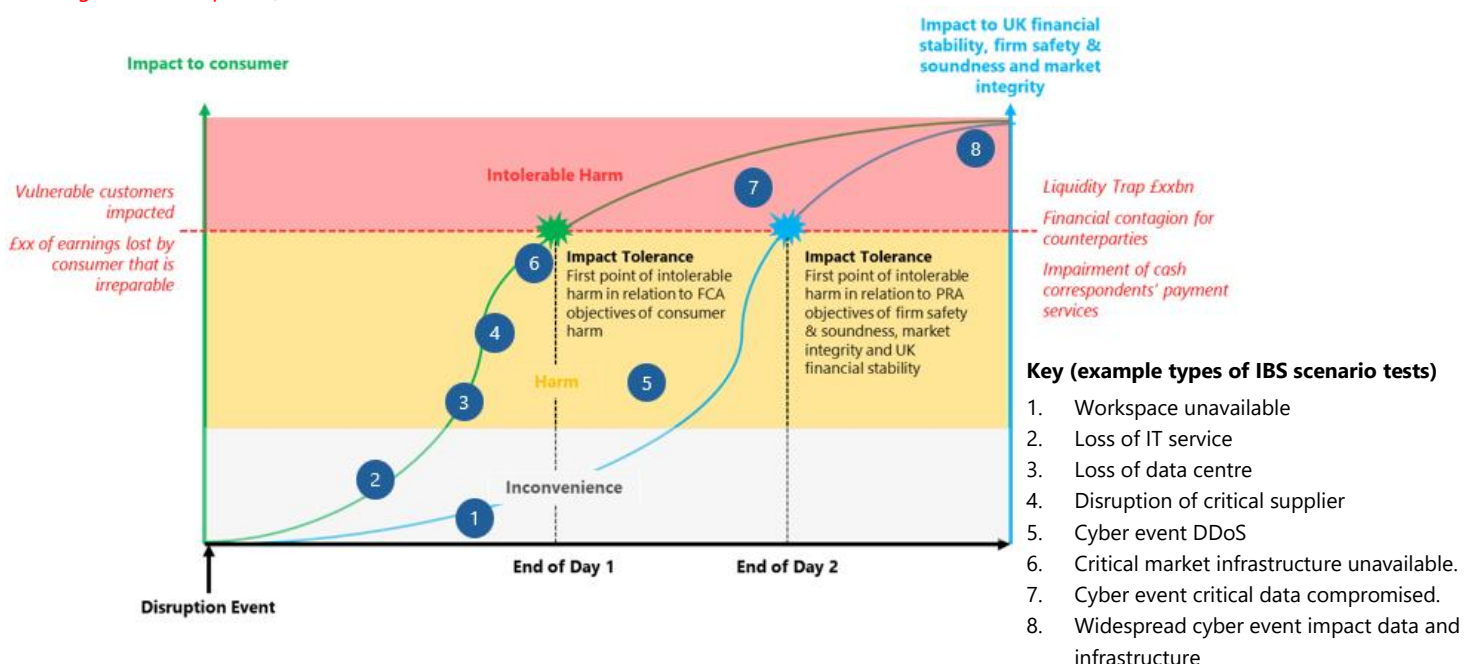 Impact to UK financial
stability, firm safety &
soundness and market
integrity
Impact to consumer
8
Intolerable Harm
7
Vulnerable customers
impacted
£xx of earnings lost by
consumer that is
irreparable
Liquidity Trap £xxbn
Financial contagion for
counterparties
Impairment of cash
correspondents' payment
services
6
Impact Tolerance
First point of intolerable
harm in relation to FCA
objectives of consumer
harm
Impact Tolerance
First point of intolerable
harm in relation to PRA
objectives of firm safety
& soundness, market
integrity and UK
financial stability
4
Harm
5
3
2
Inconvenience
1
End of Day 1
End of Day 2
Disruption Event
Key (example types of IBS scenario tests)
1. Workspace unavailable
2. Loss of IT service
3. Loss of data centre
4. Disruption of critical supplier
5. Cyber event DDoS
6. Critical market infrastructure unavailable.
7. Cyber event critical data compromised.
8. Widespread cyber event impact data and
infrastructure